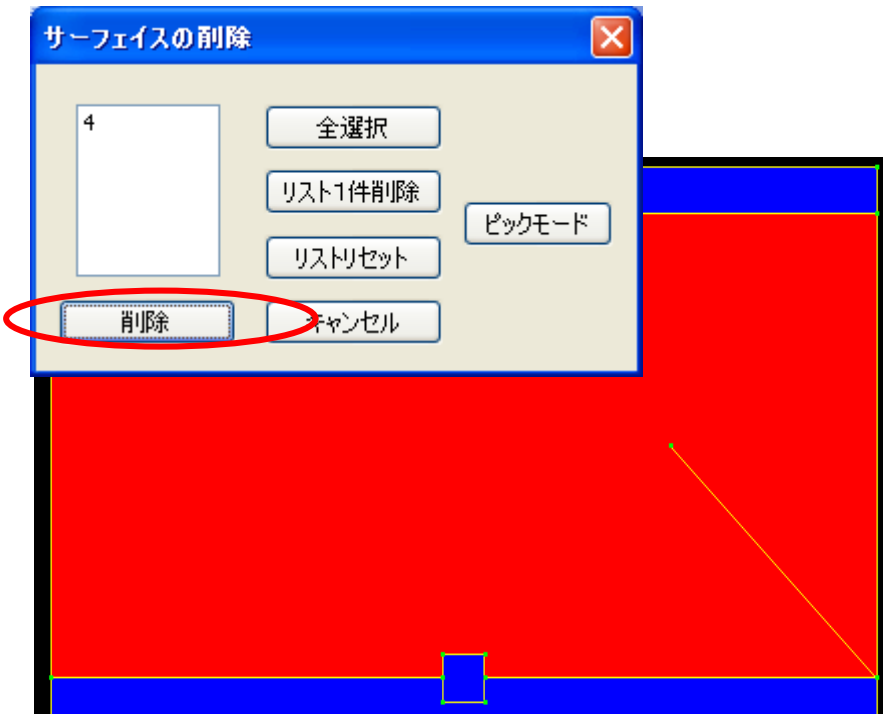 サーフェイスの削除
4
全選択
リスト1件削除
ピックモード
リストリセット
削除
キャンセル